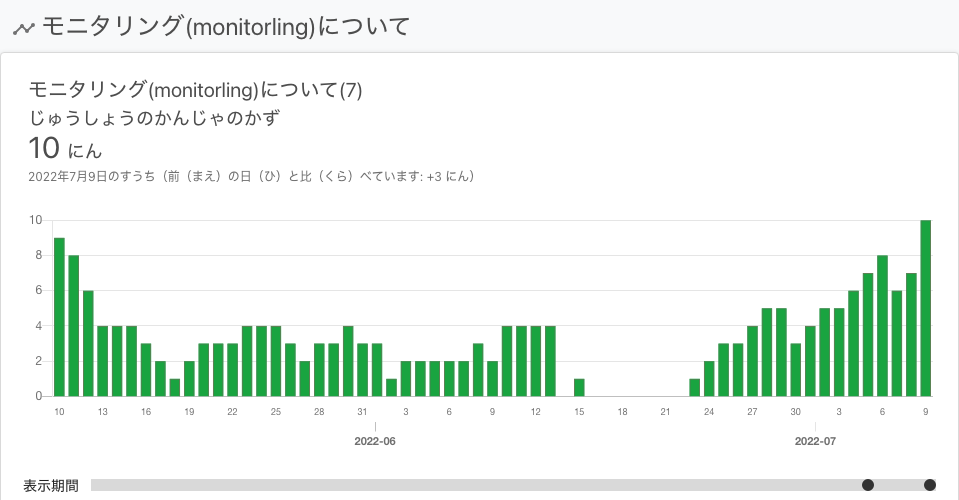 モニタリング(monitorling)について
モニタリング(monitorling)について(7)
じゅうしょうのかんじゃのかず
10 にん
2022年7月9日のすうち（前（まえ）の日（ひ）と比（くら）べています: +3 にん）
10
8
6
4
2
0
10 13 16 19 22 25 28 31 3 6 9 12 15 18 21 24 27 30 3 6 9
2022-06 2022-07
表示期間